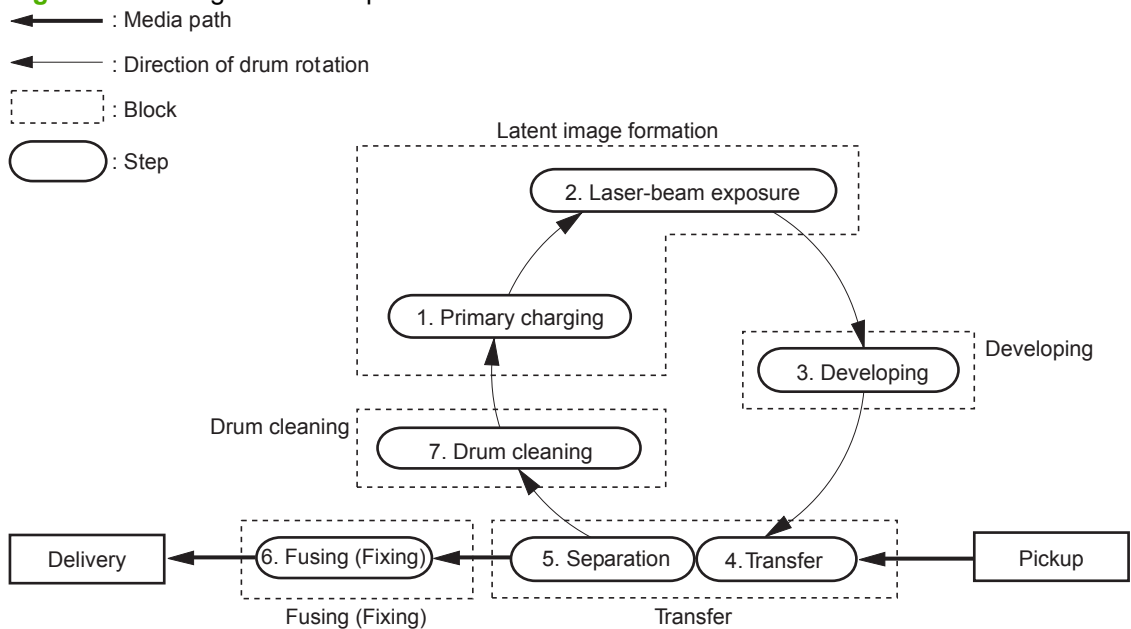 : Media path
: Direction of drum rotation
: Block
: Step
Latent image formation
2. Laser-beam exposure
1. Primary charging
3. Developing
Developing
Drum cleaning
7. Drum cleaning
Delivery
6. Fusing (Fixing)
5. Separation
4. Transfer
Pickup
Fusing (Fixing)
Transfer